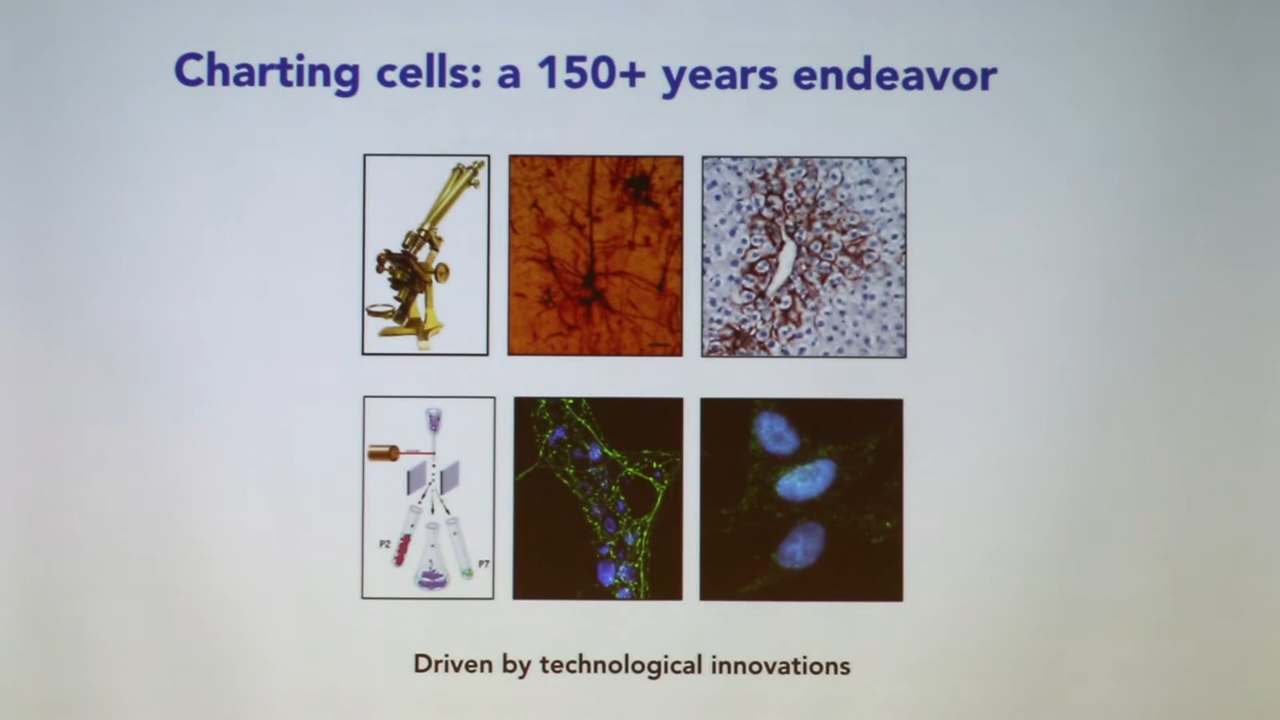 Charting cells: a 150+ years endeavor
P2
P7
Driven by technological innovations